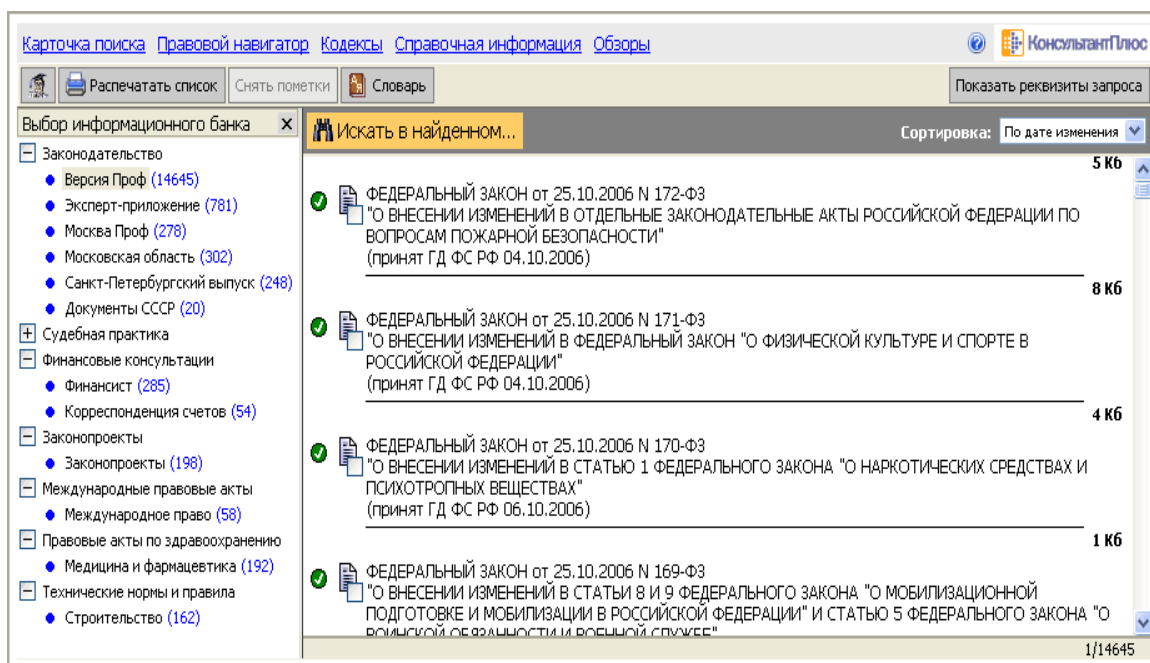 Карточка поиска Правовой навигатор Кодексы Справочная информация Обзоры
КонсультантПлюс
Распечатать список Снять пометки Словарь Показать реквизиты запроса
Выбор информационного банка
Законодательство
Версия Проф (14645)
Эксперт-приложение (781)
Москва Проф (278)
Московская область (302)
Санкт-Петербургский выпуск (248)
Документы СССР (20)
Судебная практика
Финансовые консультации
Финансист (285)
Корреспонденция счетов (54)
Законопроекты
Законопроекты (198)
Международные правовые акты
Международное право (58)
Правовые акты по здравоохранению
Медицина и фармацевтика (192)
Технические нормы и правила
Строительство (162)
Искать в найденном... Сортировка: По дате изменения
5 Кб
ФЕДЕРАЛЬНЫЙ ЗАКОН от 25.10.2006 N 172-ФЗ
"О ВНЕСЕНИИ ИЗМЕНЕНИЙ В ОТДЕЛЬНЫЕ ЗАКОНОДАТЕЛЬНЫЕ АКТЫ РОССИЙСКОЙ ФЕДЕРАЦИИ ПО
ВОПРОСАМ ПОЖАРНОЙ БЕЗОПАСНОСТИ"
(принят ГД ФС РФ 04.10.2006)
8 Кб
ФЕДЕРАЛЬНЫЙ ЗАКОН от 25.10.2006 N 171-ФЗ
"О ВНЕСЕНИИ ИЗМЕНЕНИЙ В ФЕДЕРАЛЬНЫЙ ЗАКОН "О ФИЗИЧЕСКОЙ КУЛЬТУРЕ И СПОРТЕ В
РОССИЙСКОЙ ФЕДЕРАЦИИ"
(принят ГД ФС РФ 04.10.2006)
4 Кб
ФЕДЕРАЛЬНЫЙ ЗАКОН от 25.10.2006 N 170-ФЗ
"О ВНЕСЕНИИ ИЗМЕНЕНИЙ В СТАТЬЮ 1 ФЕДЕРАЛЬНОГО ЗАКОНА "О НАРКОТИЧЕСКИХ СРЕДСТВАХ И
ПСИХОТРОПНЫХ ВЕЩЕСТВАХ"
(принят ГД ФС РФ 06.10.2006)
1 Кб
ФЕДЕРАЛЬНЫЙ ЗАКОН от 25.10.2006 N 169-ФЗ
"О ВНЕСЕНИИ ИЗМЕНЕНИЙ В СТАТЬИ 8 И 9 ФЕДЕРАЛЬНОГО ЗАКОНА "О МОБИЛИЗАЦИОННОЙ
ПОДГОТОВКЕ И МОБИЛИЗАЦИИ В РОССИЙСКОЙ ФЕДЕРАЦИИ" И СТАТЬЮ 5 ФЕДЕРАЛЬНОГО ЗАКОНА "О
ВОИНСКОЙ ОБЯЗАННОСТИ И ВОЕННОЙ СЛУЖБЕ"
1/14645